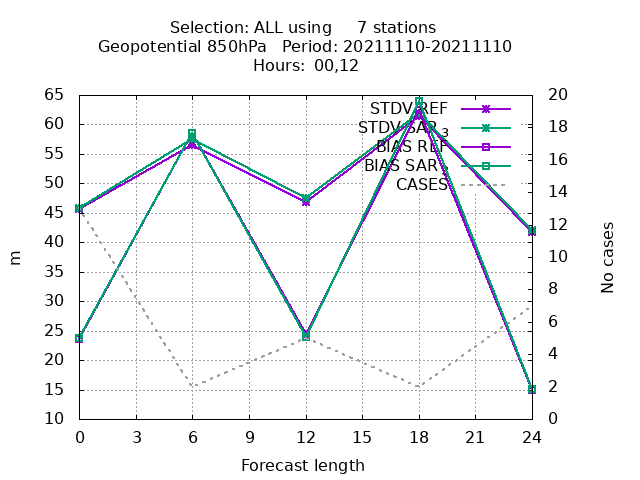 Selection: ALL using     7 stations
Geopotential 850hPa   Period: 20211110-20211110
Hours: 00,12
65
60
55
50
45
40
35
30
25
20
15
10
20
18
16
14
12
10
8
6
4
2
0
m
No cases
STDV REF
STDV SAR_3
BIAS REF
BIAS SAR
CASES
0 3 6 9 12 15 18 21 24
Forecast length